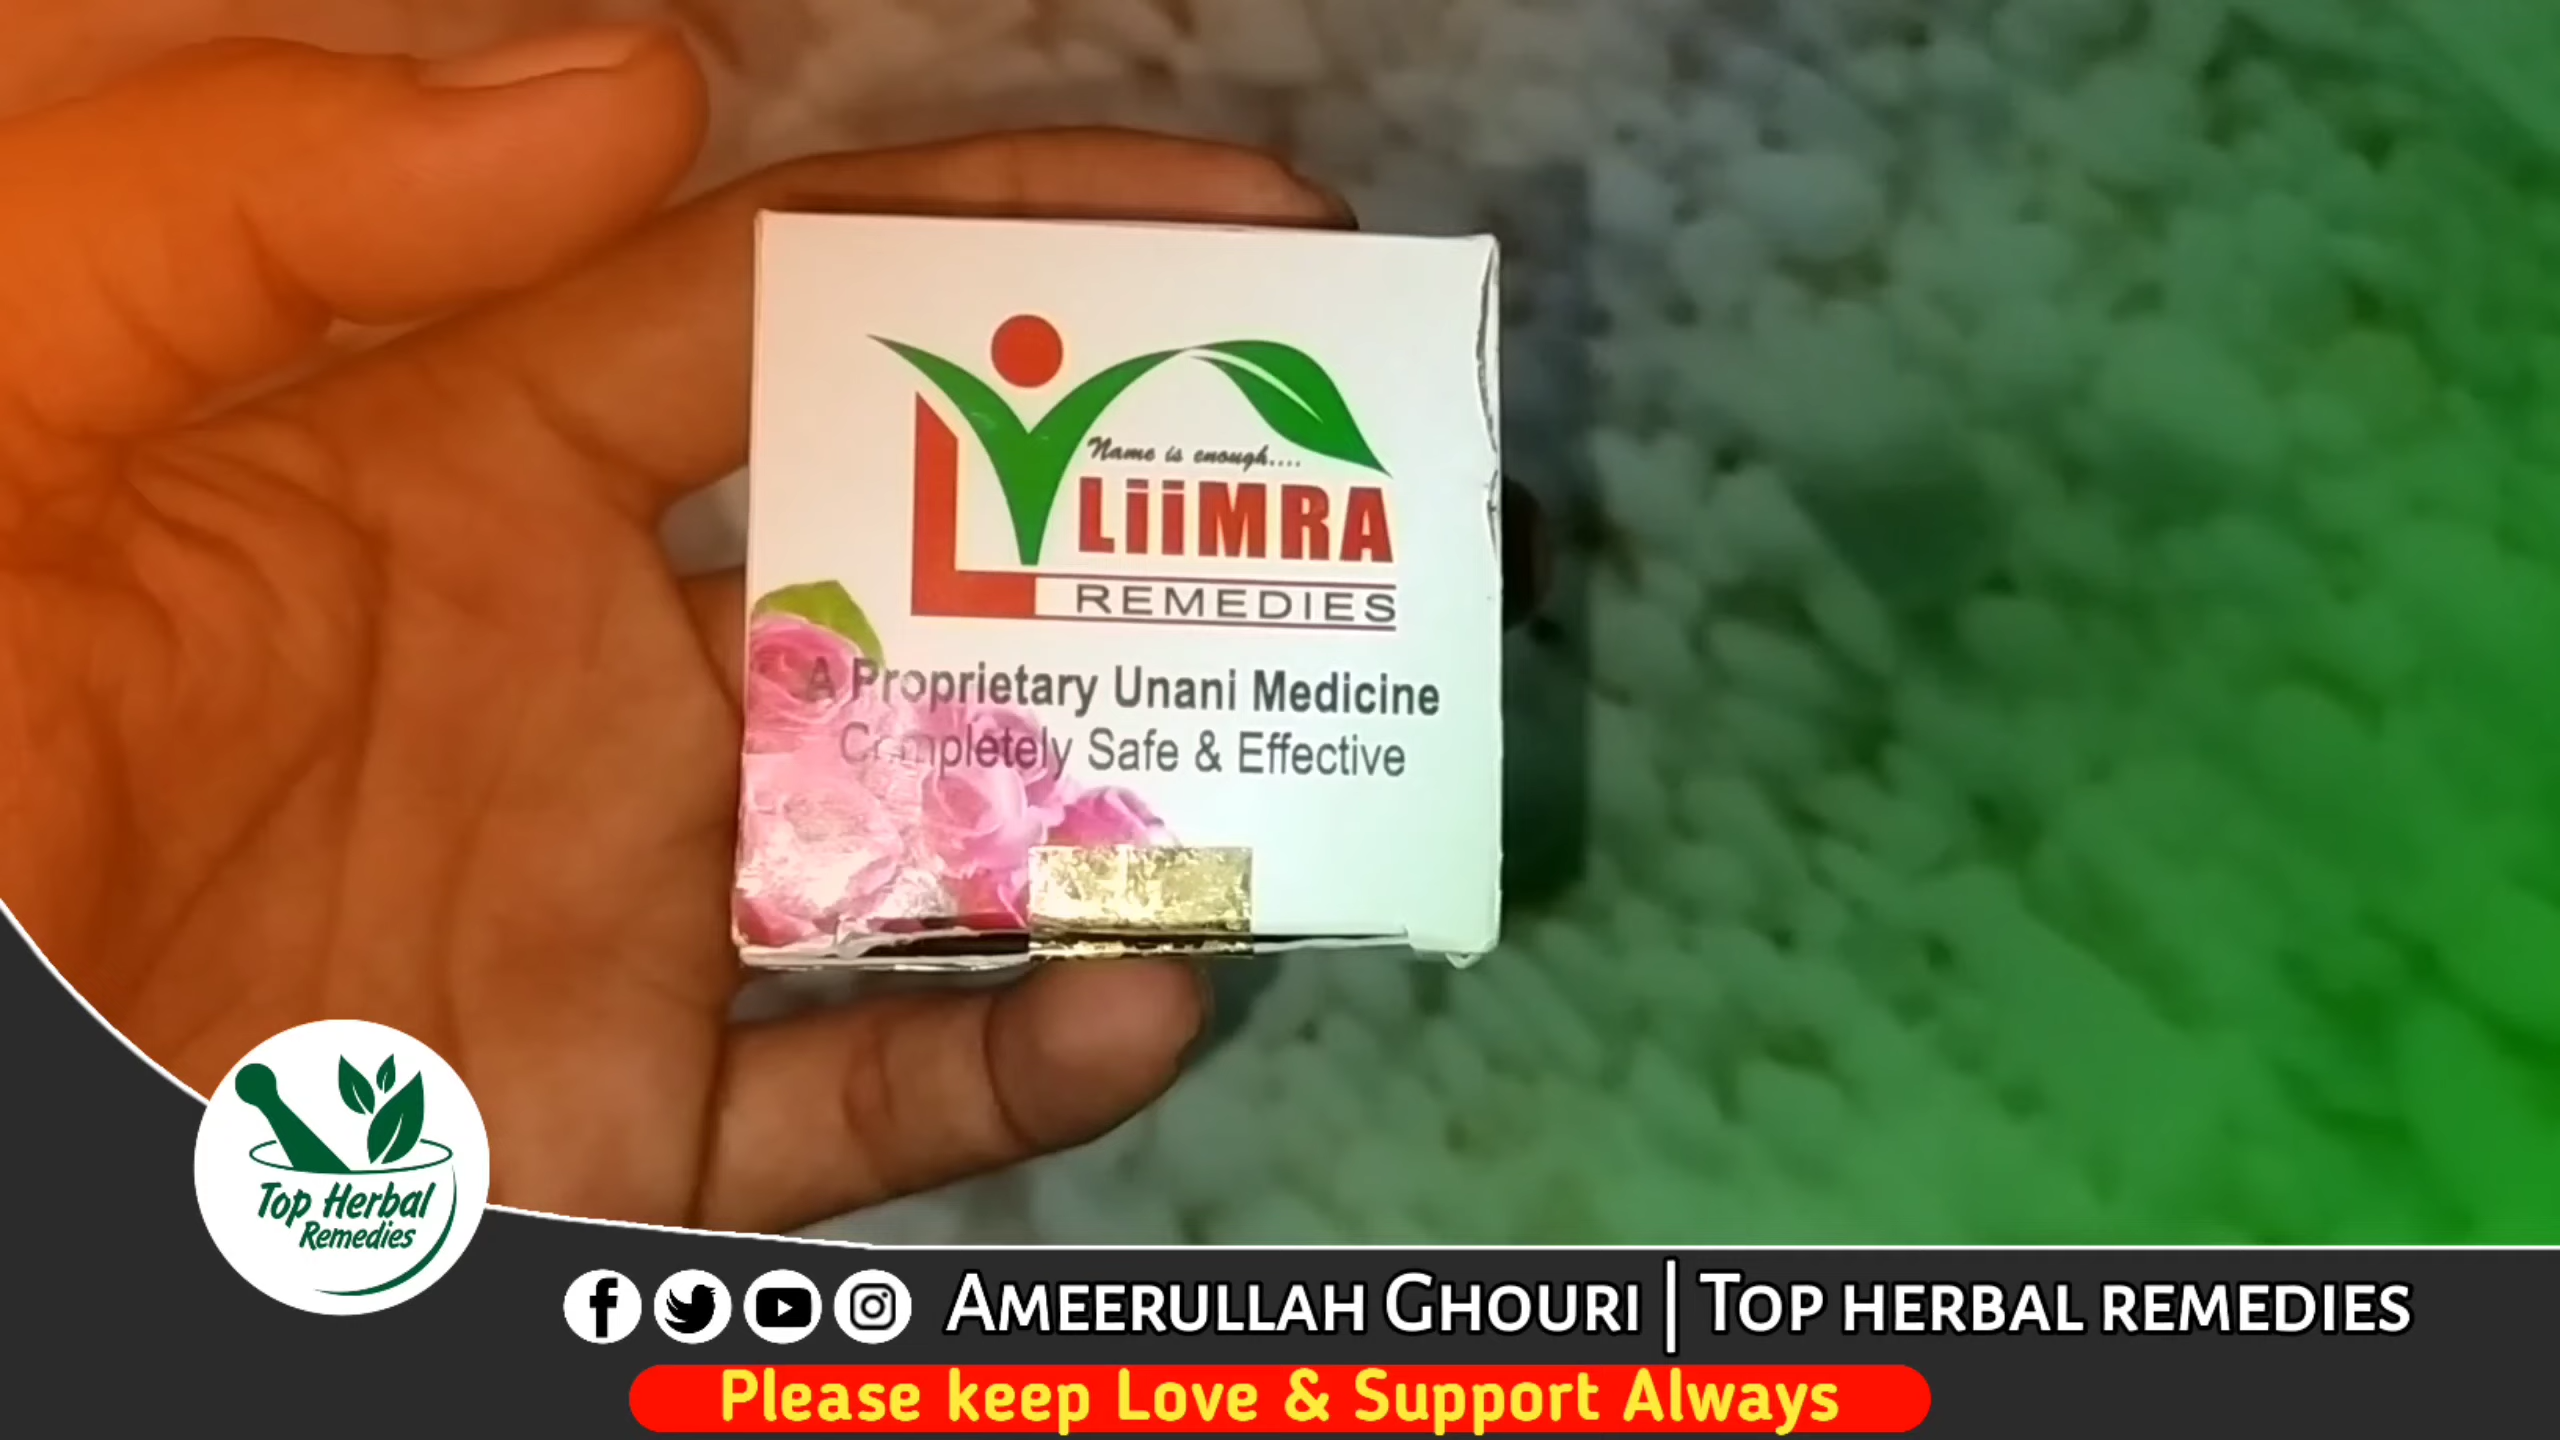 Name is enough....
LiiMRA
REMEDIES
A Proprietary Unani Medicine
Completely Safe & Effective
Top Herbal
Remedies
AMEERULLAH GHOURI | TOP HERBAL REMEDIES
Please keep Love & Support Always